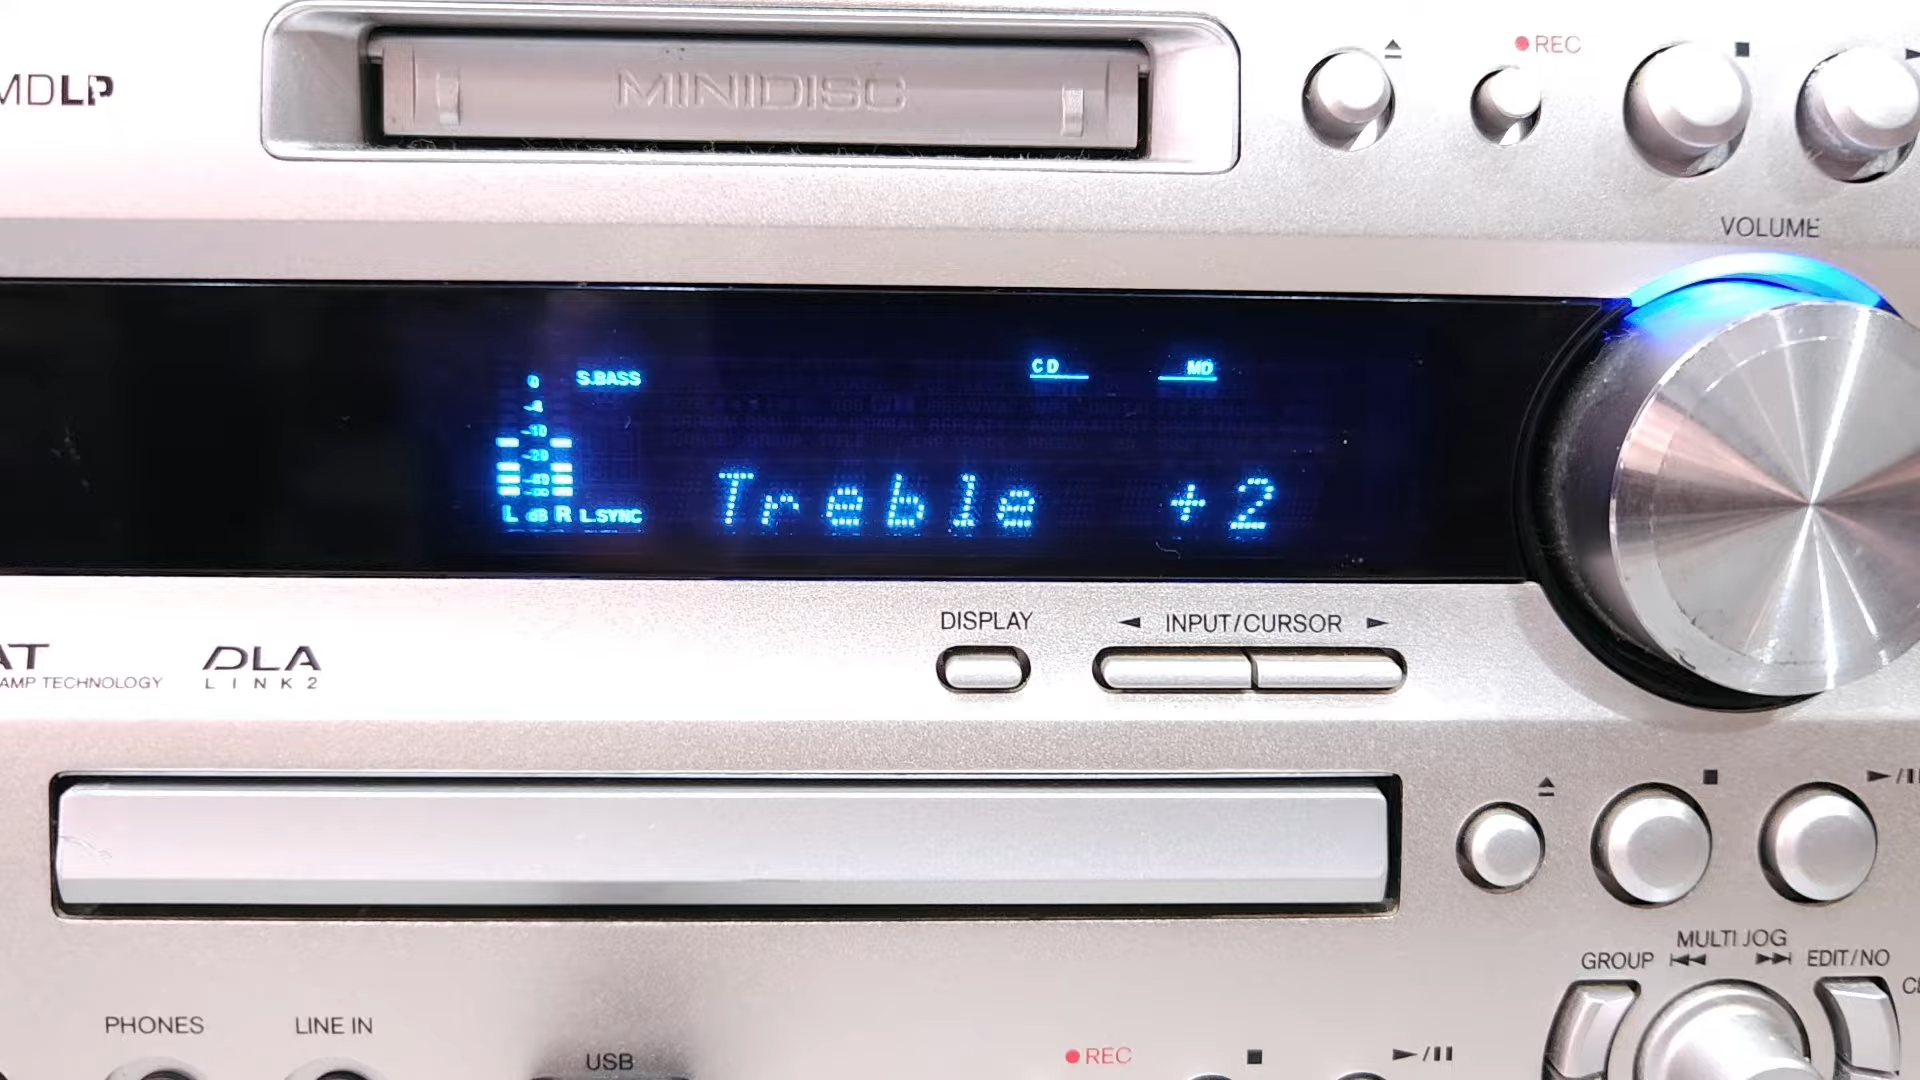 MDLP
MINIDISC
REC
VOLUME
S.BASS
CD
MD
0
-4
-10
-20
L dB R L.SYNC
Treble +2
DISPLAY
INPUT/CURSOR
AT
AMP TECHNOLOGY
DLA
LINK2
MULTI JOG
GROUP
EDIT/NO
PHONES
LINE IN
USB
REC